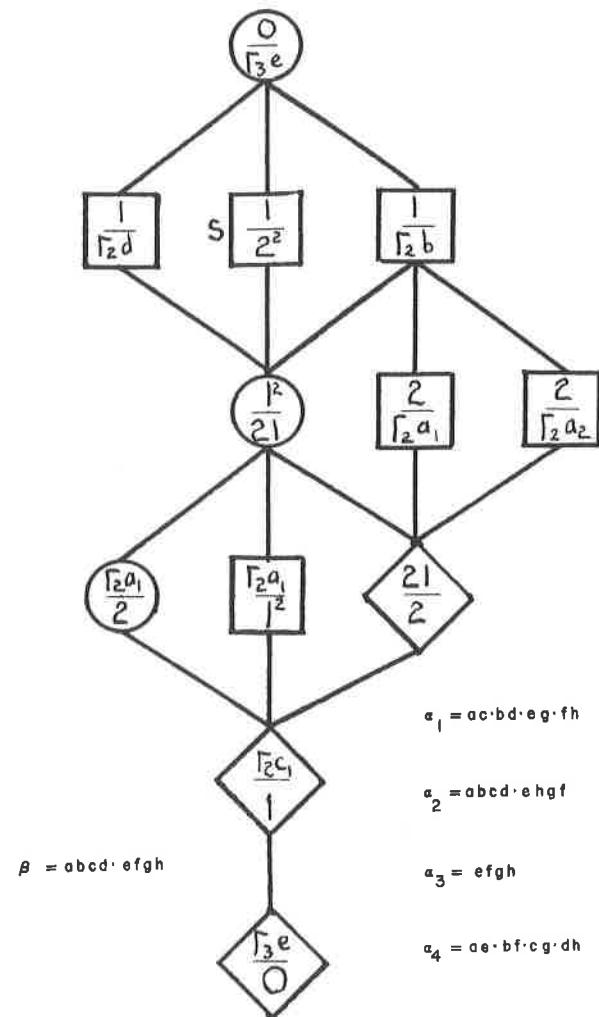 0
Γ₃e
1
Γ₂d
S
1
2²
1
Γ₂b
1²
21
2
Γ₂a₁
2
Γ₂a₂
Γ₂a₁
2
Γ₂a₁
1²
21
2
α₁ = ac·bd·eg·fh
Γ₂c₁
1
α₂ = abcd·ehgf
β = abcd·efgh
α₃ = efgh
Γ₃e
0
α₄ = ae·bf·cg·dh